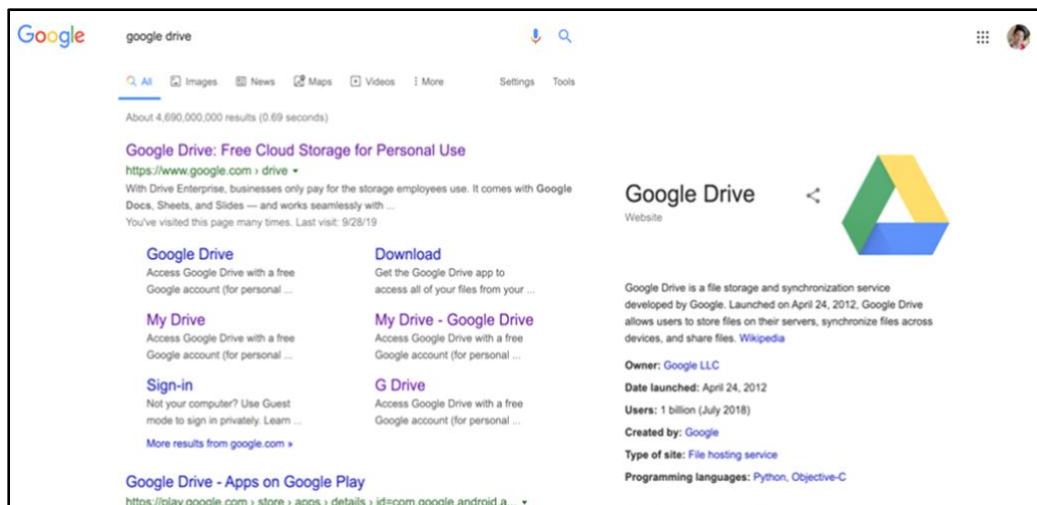 Google
google drive
All Images News Maps Videos More Settings Tools
About 4,690,000,000 results (0.69 seconds)
Google Drive: Free Cloud Storage for Personal Use
https://www.google.com › drive
With Drive Enterprise, businesses only pay for the storage employees use. It comes with Google
Docs, Sheets, and Slides — and works seamlessly with ...
You've visited this page many times. Last visit: 9/28/19
Google Drive
Access Google Drive with a free
Google account (for personal ...
Download
Get the Google Drive app to
access all of your files from your ...
My Drive
Access Google Drive with a free
Google account (for personal ...
My Drive - Google Drive
Access Google Drive with a free
Google account (for personal ...
Sign-in
Not your computer? Use Guest
mode to sign in privately. Learn ...
G Drive
Access Google Drive with a free
Google account (for personal ...
More results from google.com »
Google Drive - Apps on Google Play
https://play.google.com › store › apps › details › id=com.google.android.a...
Google Drive
Website
Google Drive is a file storage and synchronization service
developed by Google. Launched on April 24, 2012, Google Drive
allows users to store files on their servers, synchronize files across
devices, and share files. Wikipedia
Owner: Google LLC
Date launched: April 24, 2012
Users: 1 billion (July 2018)
Created by: Google
Type of site: File hosting service
Programming languages: Python, Objective-C